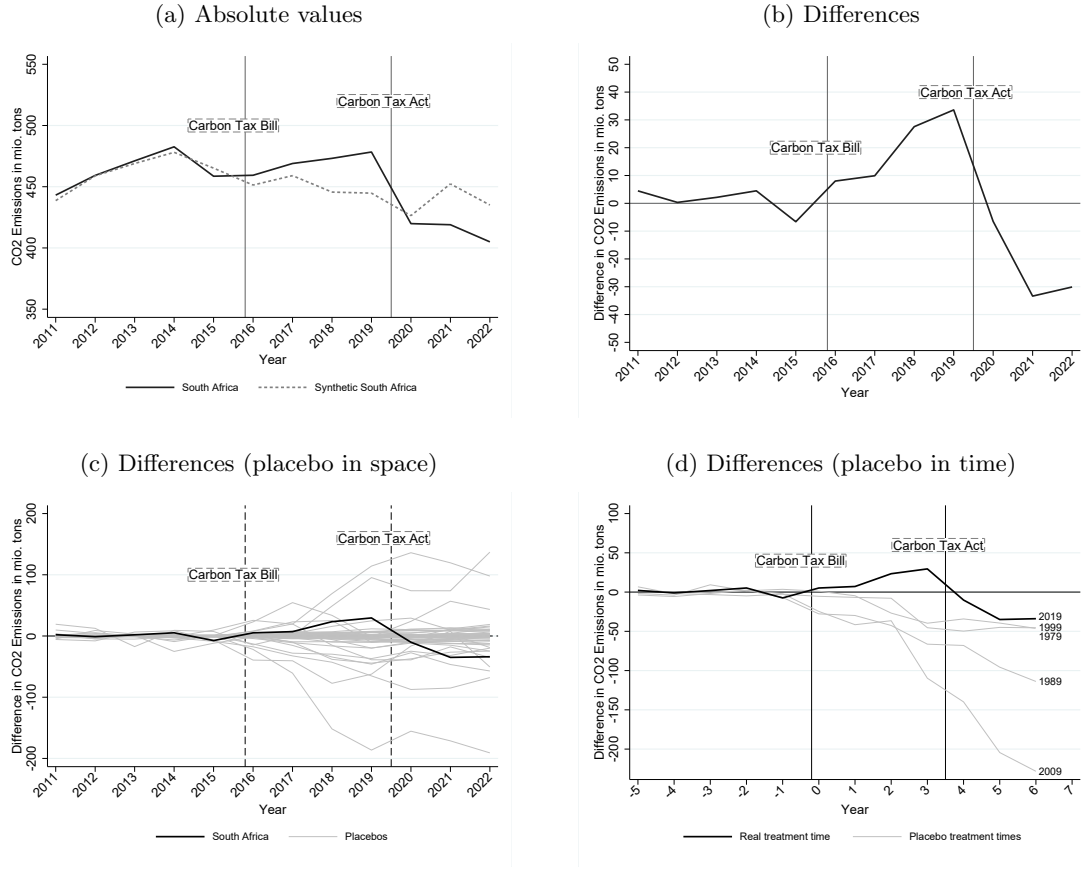 (a) Absolute values
CO2 Emissions in mio. tons
550
500
450
400
350
Carbon Tax Act
Carbon Tax Bill
2011 2012 2013 2014 2015 2016 2017 2018 2019 2020 2021 2022
Year
South Africa Synthetic South Africa
(b) Differences
Difference in CO2 Emissions in mio. tons
50
40
30
20
10
0
-10
-20
-30
-40
-50
Carbon Tax Act
Carbon Tax Bill
2011 2012 2013 2014 2015 2016 2017 2018 2019 2020 2021 2022
Year
(c) Differences (placebo in space)
Difference in CO2 Emissions in mio. tons
200
100
0
-100
-200
Carbon Tax Act
Carbon Tax Bill
2011 2012 2013 2014 2015 2016 2017 2018 2019 2020 2021 2022
Year
South Africa Placebos
(d) Differences (placebo in time)
Difference in CO2 Emissions in mio. tons
100
50
0
-50
-100
-150
-200
Carbon Tax Act
Carbon Tax Bill
2019
1999
1979
1989
2009
-5 -4 -3 -2 -1 0 1 2 3 4 5 6 7
Year
Real treatment time Placebo treatment times